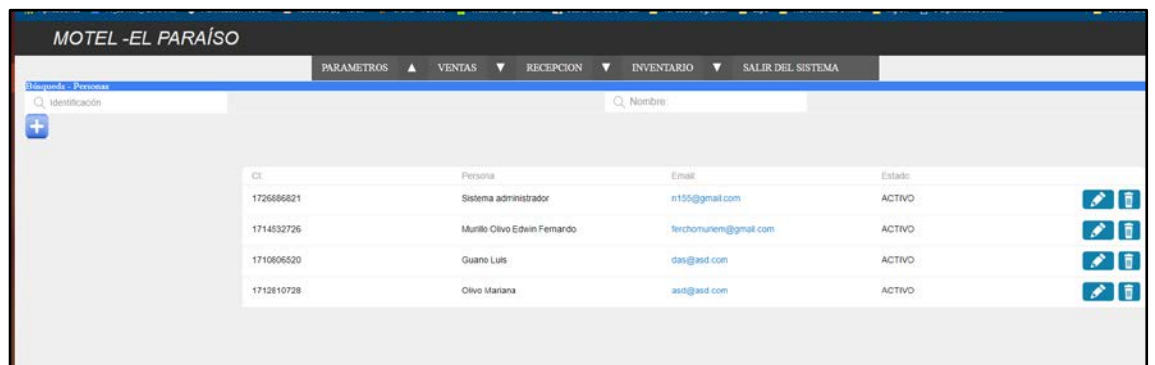 MOTEL -EL PARAÍSO
PARAMETROS ▲ VENTAS ▼ RECEPCION ▼ INVENTARIO ▼ SALIR DEL SISTEMA
Búsqueda - Personas
Identificación Nombre:
CI: Persona Email: Estado:
1726886821 Sistema administrador n155@gmail.com ACTIVO
1714832726 Murillo Olivo Edwin Fernando ferchomuriem@gmail.com ACTIVO
1710606520 Guano Luis das@asd.com ACTIVO
1712810728 Olivo Mariana asd@asd.com ACTIVO